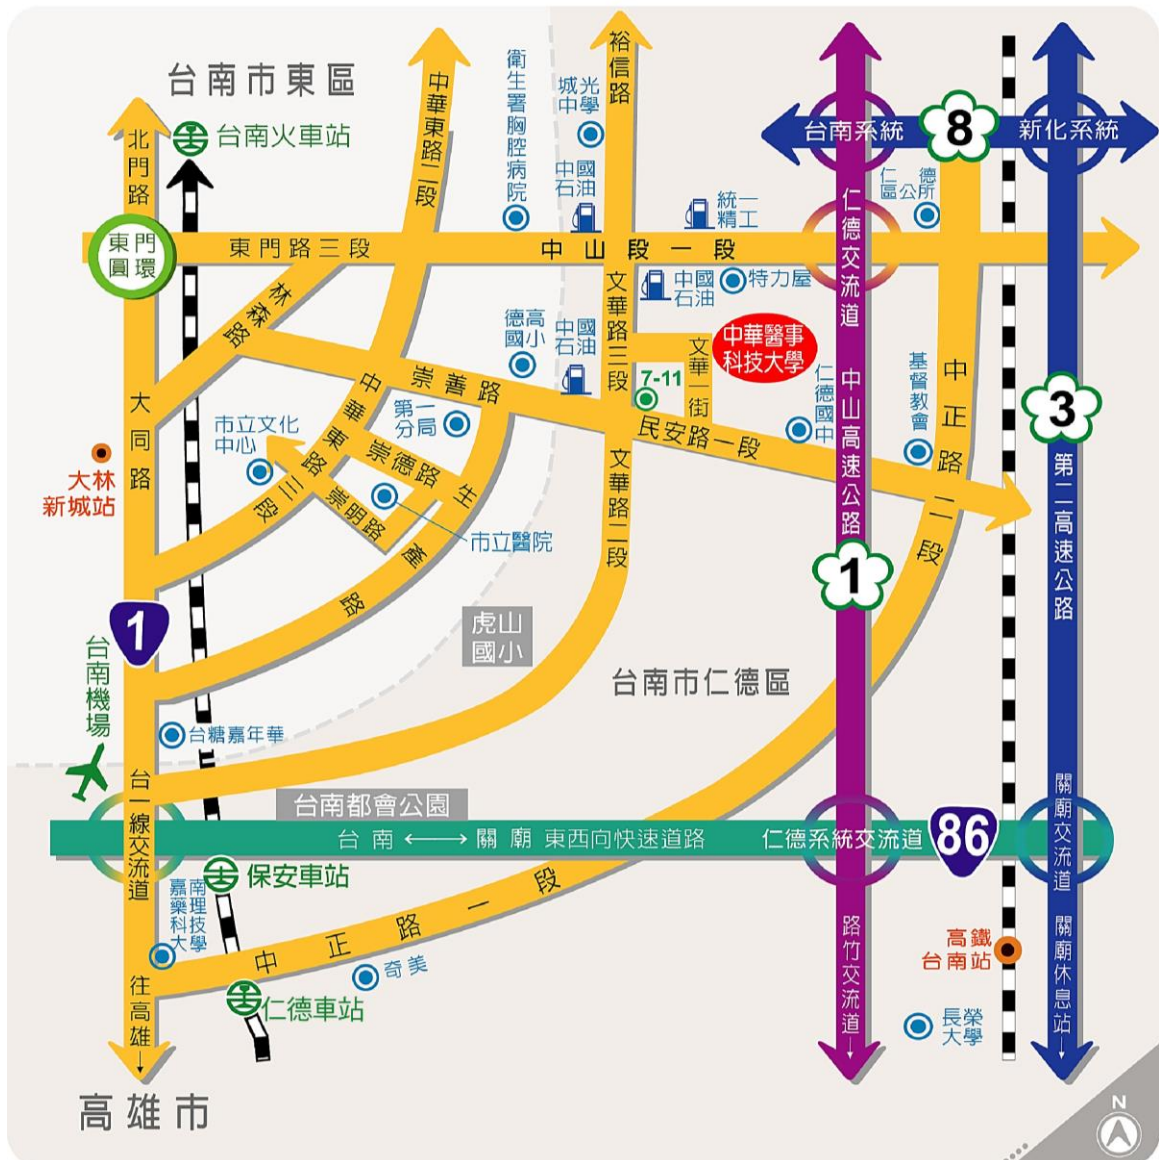 台南市東區
北門路
台南火車站
中華東路二段
衛生署胸腔病院
城光
中學
裕信路
中國
石油
統一
精工
台南系統
8
新化系統
仁德
區公所
東門
圓環
東門路三段
中山段一段
仁德交流道
林森路
德高
國小
中國
石油
文華路三段
中國
石油
特力屋
中華醫事
科技大學
文華一街
7-11
大同路
大林
新城站
市立文化
中心
中華東路三段
崇善路
第一
分局
崇德路
崇明路
市立醫院
生產路
民安路一段
仁德
國中
基督教會
中正路二段
中山高速公路
1
3
第二高速公路
文華路二段
1
台南機場
虎山
國小
台南市仁德區
台糖嘉年華
台一線交流道
台南都會公園
台南 ←→ 關廟 東西向快速道路
仁德系統交流道
86
關廟交流道
保安車站
嘉南
藥理
科技
大學
中正路一段
奇美
仁德車站
往高雄↓
路竹交流道↓
高鐵
台南站
長榮
大學
關廟休息站↓
高雄市
N